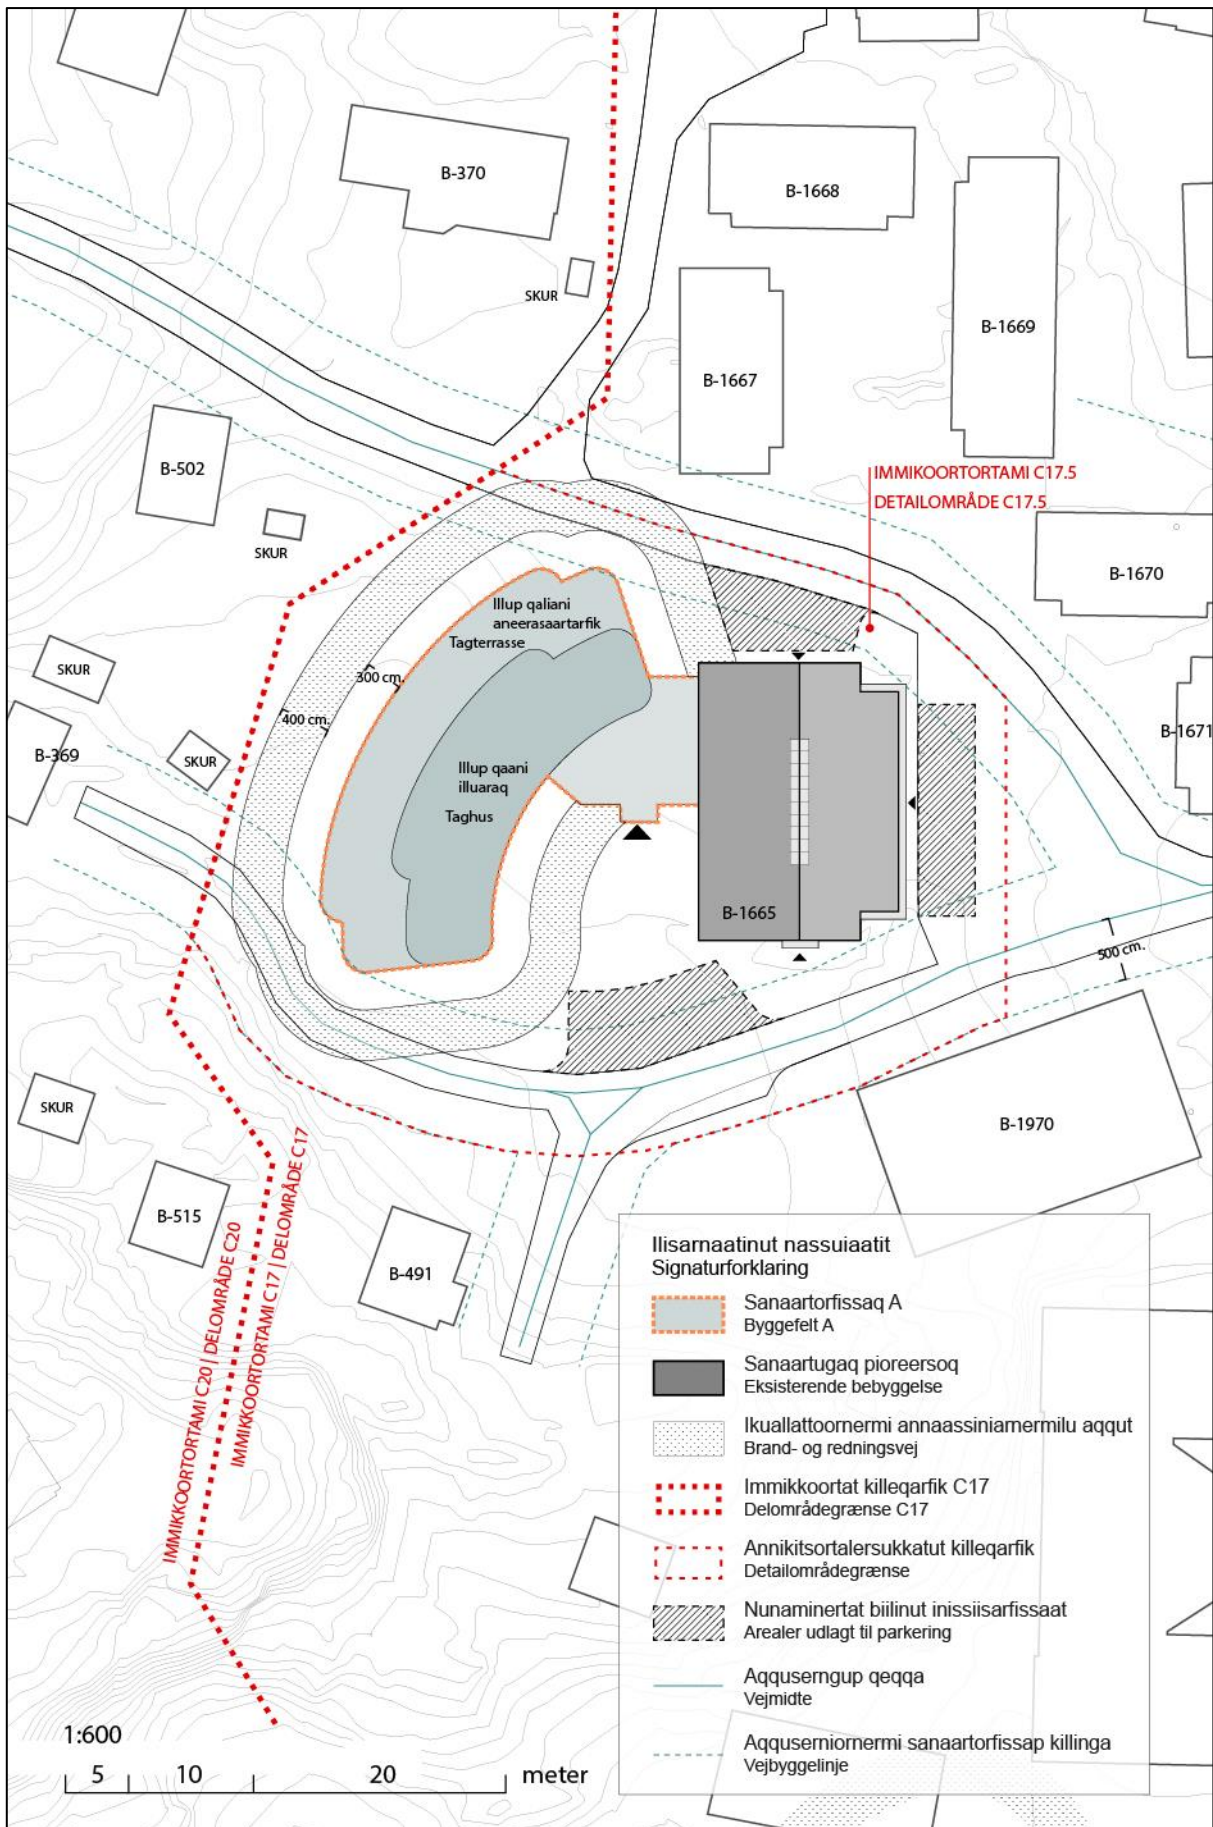 B-370
B-1668
SKUR
B-1669
B-1667
B-502
IMMIKOORTORTAMI C17.5
DETAILOMRÅDE C17.5
SKUR
B-1670
Illup qaliani
aneerasaartarfik
Tagterrasse
SKUR
300 cm.
400 cm.
B-369
SKUR
B-1671
Illup qaani
illuaraq
Taghus
B-1665
500 cm.
SKUR
B-1970
B-515
B-491
IMMIKKOORTORTAMI C20 | DELOMRÅDE C20
IMMIKKOORTORTAMI C17 | DELOMRÅDE C17
Ilisarnaatinut nassuiaatit
Signaturforklaring
Sanaartorfissaq A
Byggefelt A
Sanaartugaq pioreersoq
Eksisterende bebyggelse
Ikuallattoornermi annaassiniarnermilu aqqut
Brand- og redningsvej
Immikkoortat killeqarfik C17
Delområdegrænse C17
Annikitsortalersukkatut killeqarfik
Detailområdegrænse
Nunaminertat biilinut inissiisarfissaat
Arealer udlagt til parkering
Aqquserngup qeqqa
Vejmidte
Aqquserniornermi sanaartorfissap killinga
Vejbyggelinje
1:600
5 10 20 meter